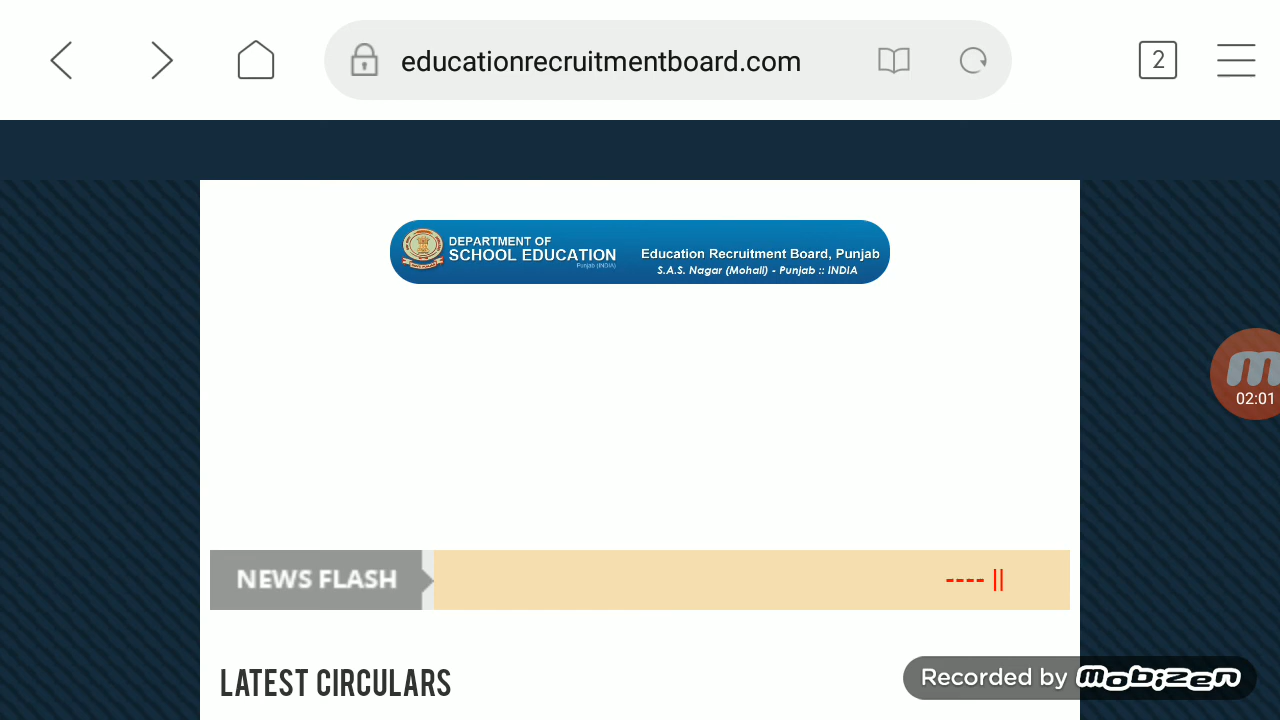 educationrecruitmentboard.com
2
DEPARTMENT OF
SCHOOL EDUCATION
Punjab (INDIA)
Education Recruitment Board, Punjab
S.A.S. Nagar (Mohali) - Punjab :: INDIA
02:01
NEWS FLASH
---- ||
LATEST CIRCULARS
Recorded by mobizen